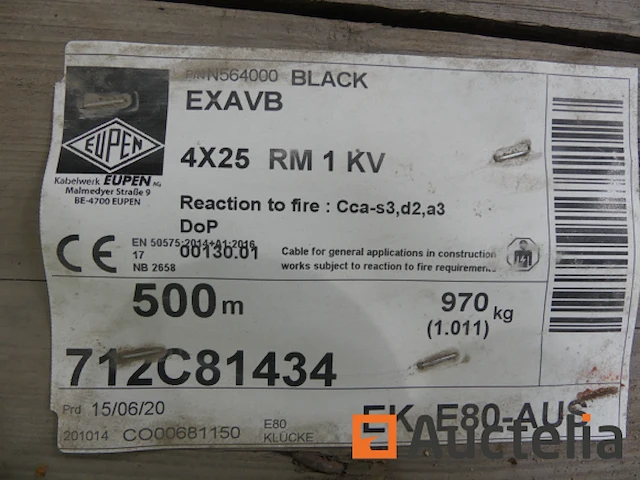 P/N N564000 BLACK
EXAVB
EUPEN
4X25 RM 1 KV
Kabelwerk EUPEN AG
Malmedyer Straße 9
BE-4700 EUPEN
Reaction to fire : Cca-s3,d2,a3
DoP
00130.01
CE
EN 50575:2014+A1:2016
17
NB 2658
Cable for general applications in construction
works subject to reaction to fire requirements
500 m
970 kg
(1.011)
712C81434
Prd 15/06/20
EK E80-AUS
201014 CO00681150
E80
KLÜCKE
Auctelia